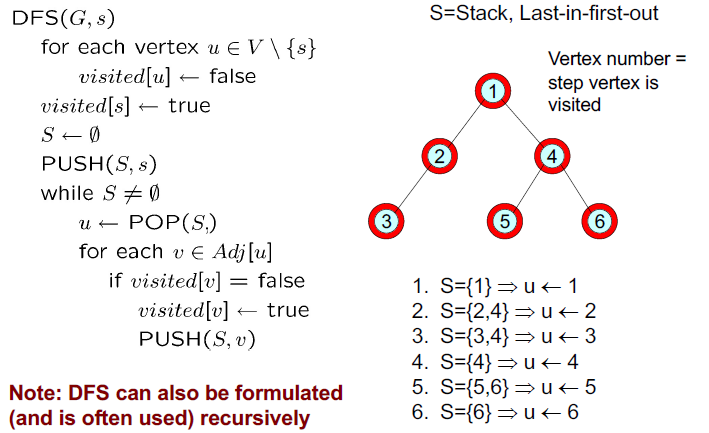 DFS(G, s)
for each vertex u ∈ V \ {s}
visited[u] ← false
visited[s] ← true
S ← ∅
PUSH(S, s)
while S ≠ ∅
u ← POP(S,)
for each v ∈ Adj[u]
if visited[v] = false
visited[v] ← true
PUSH(S, v)
Note: DFS can also be formulated
(and is often used) recursively
S=Stack, Last-in-first-out
Vertex number =
step vertex is
visited
1
2 4
3 5 6
1. S={1} ⇒ u ← 1
2. S={2,4} ⇒ u ← 2
3. S={3,4} ⇒ u ← 3
4. S={4} ⇒ u ← 4
5. S={5,6} ⇒ u ← 5
6. S={6} ⇒ u ← 6